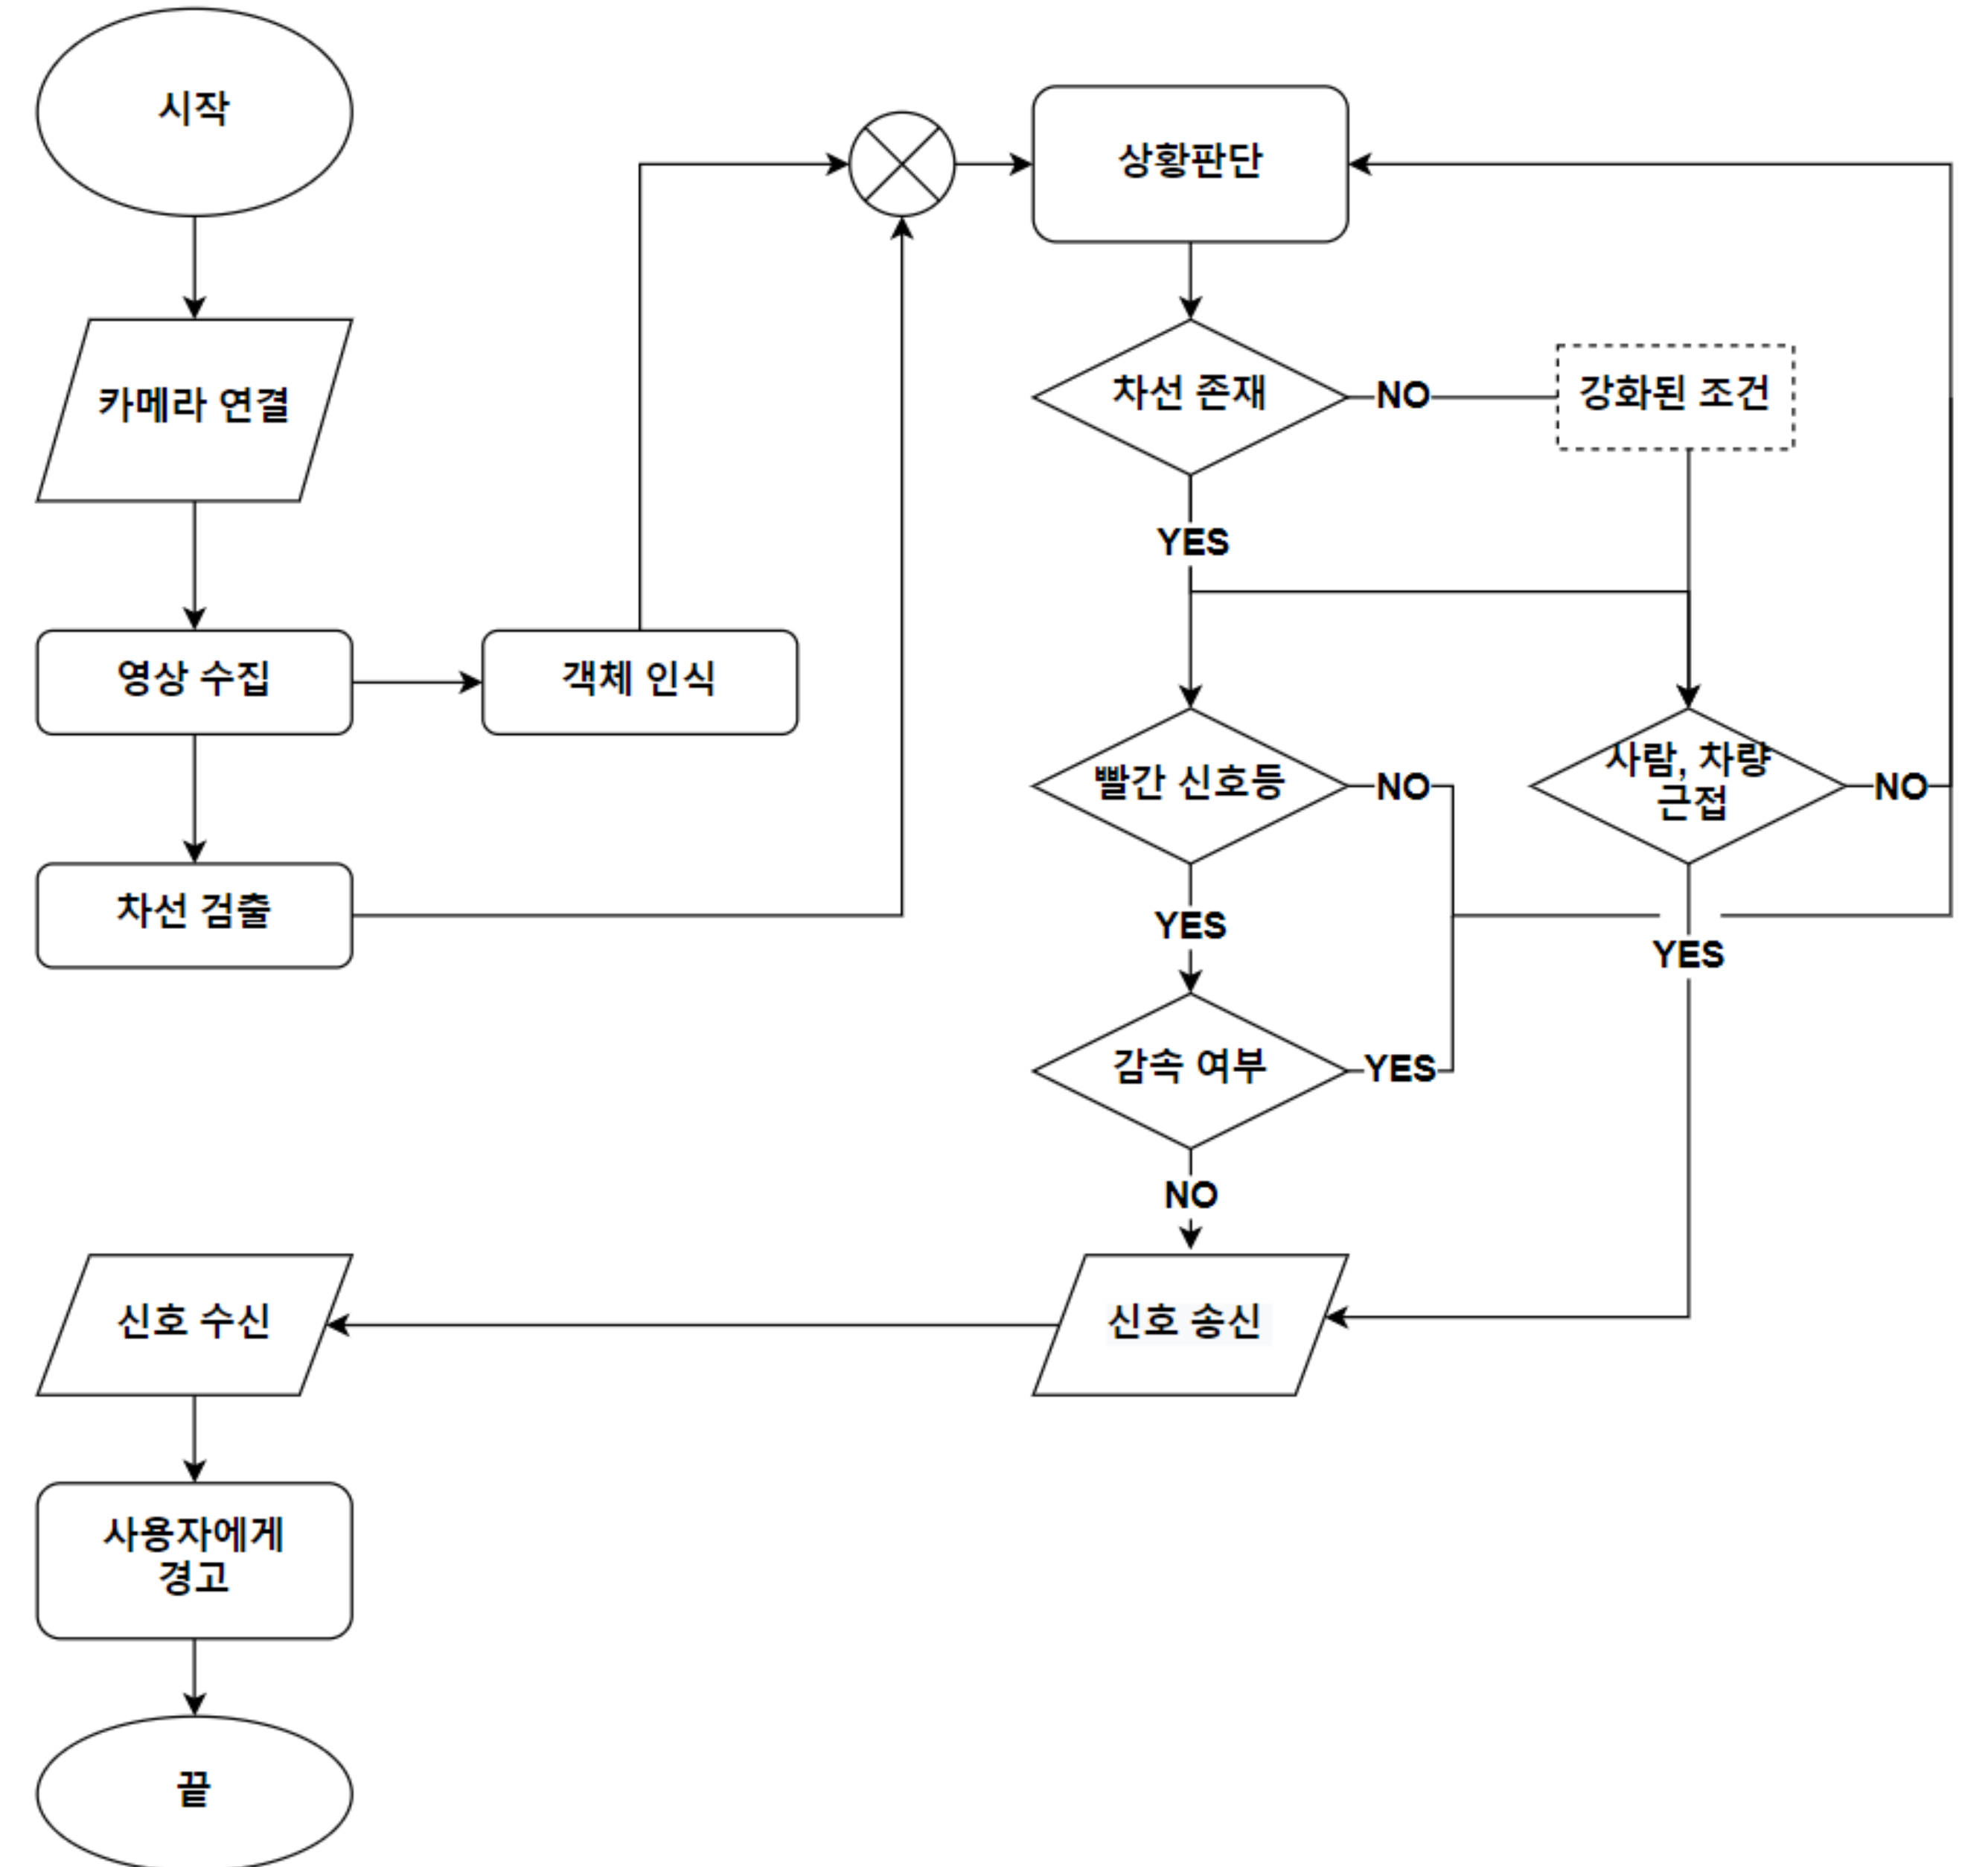 시작
카메라 연결
영상 수집
객체 인식
차선 검출
상황판단
차선 존재
NO
강화된 조건
YES
빨간 신호등
NO
사람, 차량
근접
NO
YES
YES
감속 여부
YES
NO
신호 송신
신호 수신
사용자에게
경고
끝